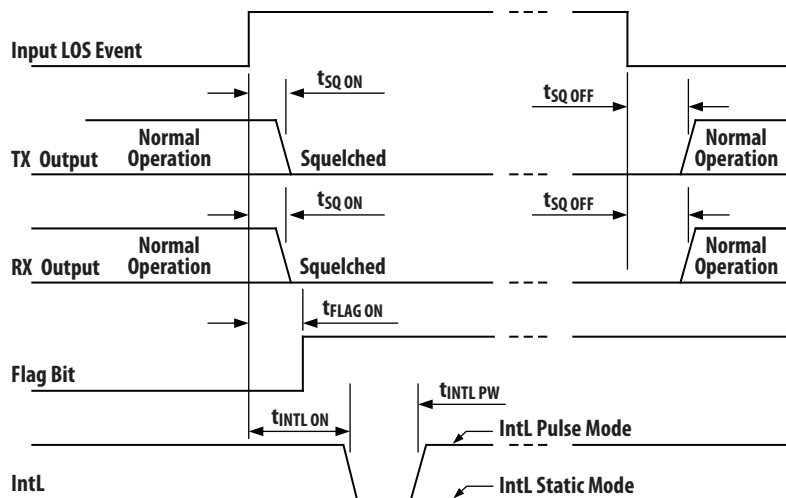 Input LOS Event
tSQ ON
tSQ OFF
Normal
Operation
TX Output
Squelched
Normal
Operation
tSQ ON
tSQ OFF
Normal
Operation
RX Output
Squelched
Normal
Operation
tFLAG ON
Flag Bit
tINTL ON
tINTL PW
IntL Pulse Mode
IntL
IntL Static Mode